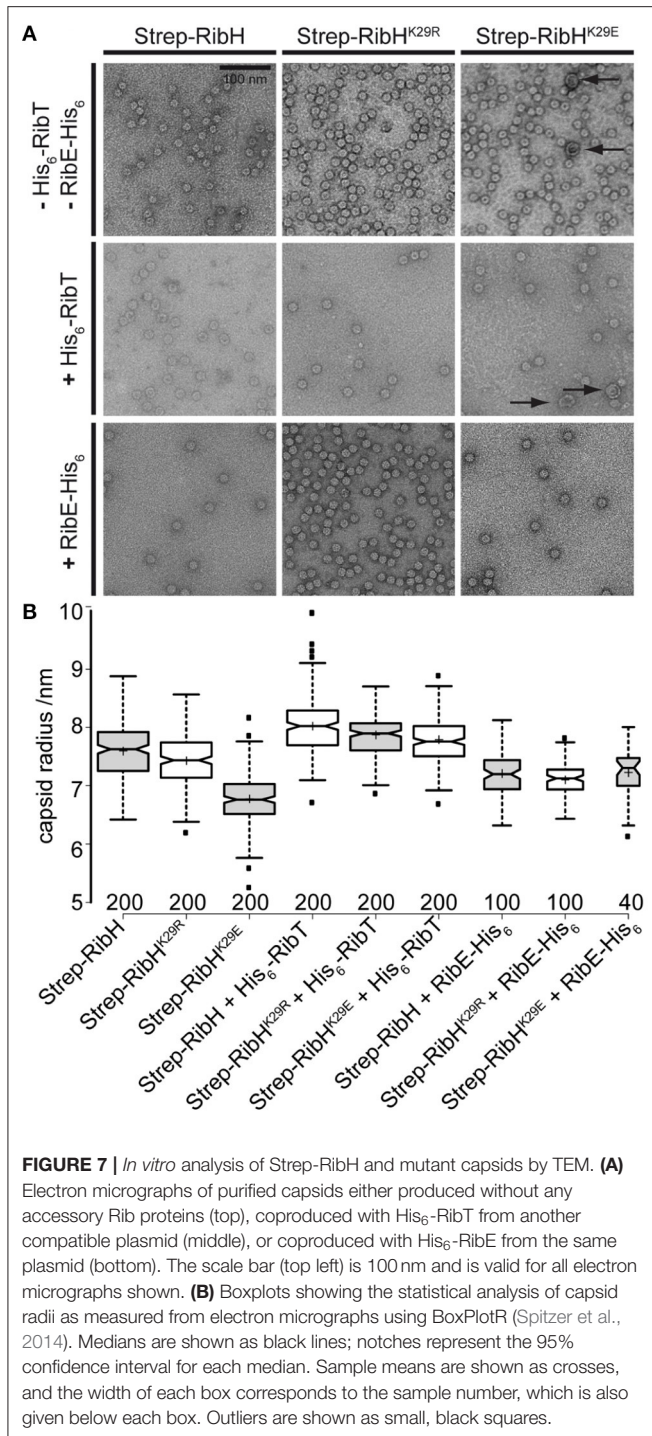 A
Strep-RibH
Strep-RibH^K29R
Strep-RibH^K29E
100 nm
- His₆-RibT
- RibE-His₆
+ His₆-RibT
+ RibE-His₆
B
capsid radius /nm
10
9
8
7
6
5
200 200 200 200 200 200 100 100 40
Strep-RibH
Strep-RibH^K29R
Strep-RibH^K29E
Strep-RibH + His₆-RibT
Strep-RibH^K29R + His₆-RibT
Strep-RibH^K29E + His₆-RibT
Strep-RibH + RibE-His₆
Strep-RibH^K29R + RibE-His₆
Strep-RibH^K29E + RibE-His₆
FIGURE 7 | In vitro analysis of Strep-RibH and mutant capsids by TEM. (A)
Electron micrographs of purified capsids either produced without any
accessory Rib proteins (top), coproduced with His₆-RibT from another
compatible plasmid (middle), or coproduced with His₆-RibE from the same
plasmid (bottom). The scale bar (top left) is 100 nm and is valid for all electron
micrographs shown. (B) Boxplots showing the statistical analysis of capsid
radii as measured from electron micrographs using BoxPlotR (Spitzer et al.,
2014). Medians are shown as black lines; notches represent the 95%
confidence interval for each median. Sample means are shown as crosses,
and the width of each box corresponds to the sample number, which is also
given below each box. Outliers are shown as small, black squares.